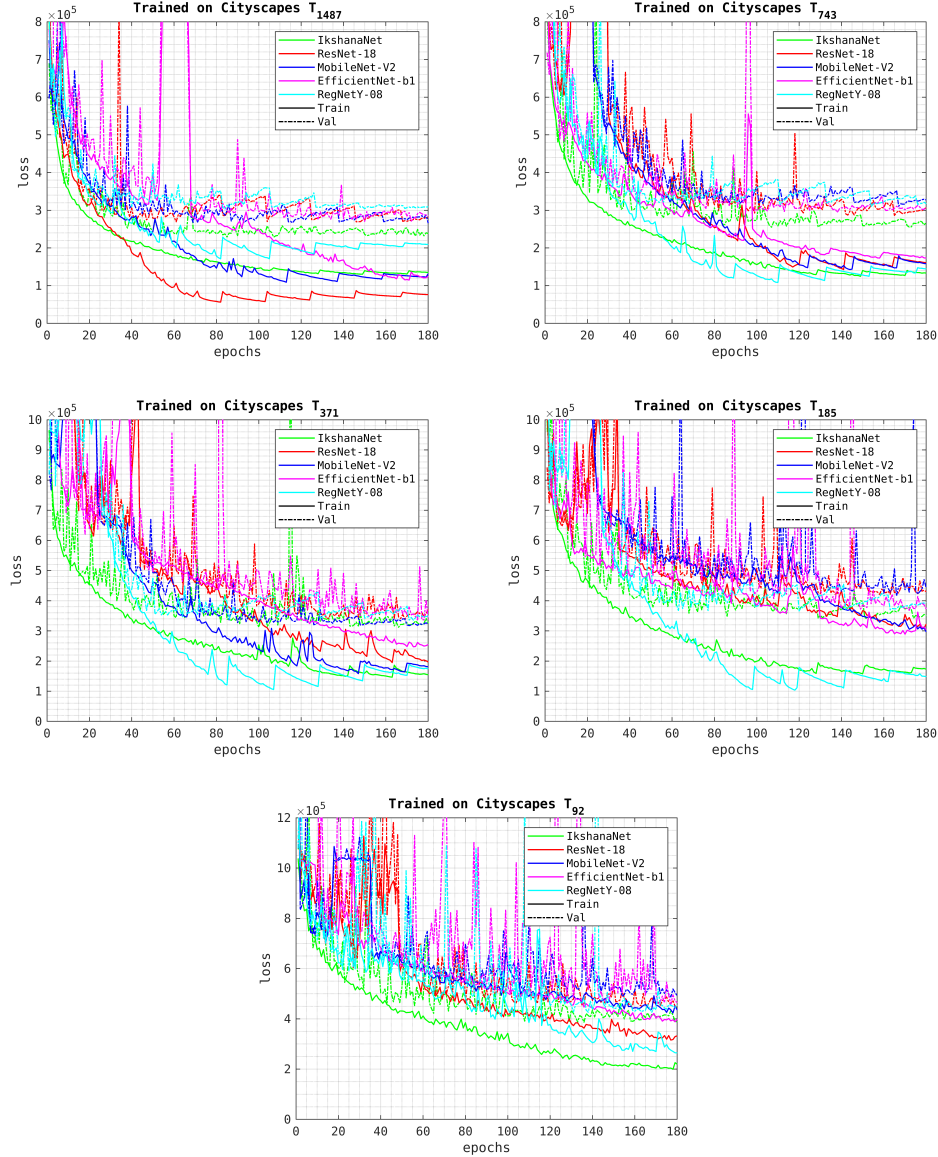 Trained on Cityscapes T1487
×10^5
8
7
6
5
4
3
2
1
0
loss
IkshanaNet
ResNet-18
MobileNet-V2
EfficientNet-b1
RegNetY-08
Train
Val
0 20 40 60 80 100 120 140 160 180
epochs
Trained on Cityscapes T743
×10^5
8
7
6
5
4
3
2
1
0
loss
IkshanaNet
ResNet-18
MobileNet-V2
EfficientNet-b1
RegNetY-08
Train
Val
0 20 40 60 80 100 120 140 160 180
epochs
Trained on Cityscapes T371
×10^5
10
9
8
7
6
5
4
3
2
1
0
loss
IkshanaNet
ResNet-18
MobileNet-V2
EfficientNet-b1
RegNetY-08
Train
Val
0 20 40 60 80 100 120 140 160 180
epochs
Trained on Cityscapes T185
×10^5
10
9
8
7
6
5
4
3
2
1
0
loss
IkshanaNet
ResNet-18
MobileNet-V2
EfficientNet-b1
RegNetY-08
Train
Val
0 20 40 60 80 100 120 140 160 180
epochs
Trained on Cityscapes T92
×10^5
12
10
8
6
4
2
0
loss
IkshanaNet
ResNet-18
MobileNet-V2
EfficientNet-b1
RegNetY-08
Train
Val
0 20 40 60 80 100 120 140 160 180
epochs